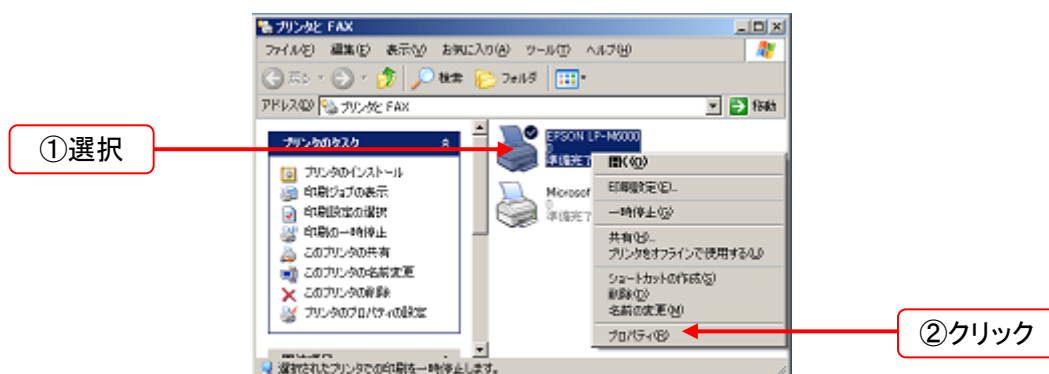 プリンタと FAX
ファイル(F) 編集(E) 表示(V) お気に入り(A) ツール(T) ヘルプ(H)
戻る 検索 フォルダ
アドレス(D) プリンタと FAX 移動
①選択
プリンタのタスク
プリンタのインストール
印刷ジョブの表示
印刷設定の選択
印刷の一時停止
このプリンタの共有
このプリンタの名前変更
このプリンタの削除
プリンタのプロパティの設定
EPSON LP-M6000
0
準備完了
Microsof
0
準備完了
開く(O)
印刷設定(E)...
一時停止(G)
共有(H)...
プリンタをオフラインで使用する(U)
ショートカットの作成(S)
削除(D)
名前の変更(M)
プロパティ(R)
②クリック
選択されたプリンタでの印刷を一時停止します。